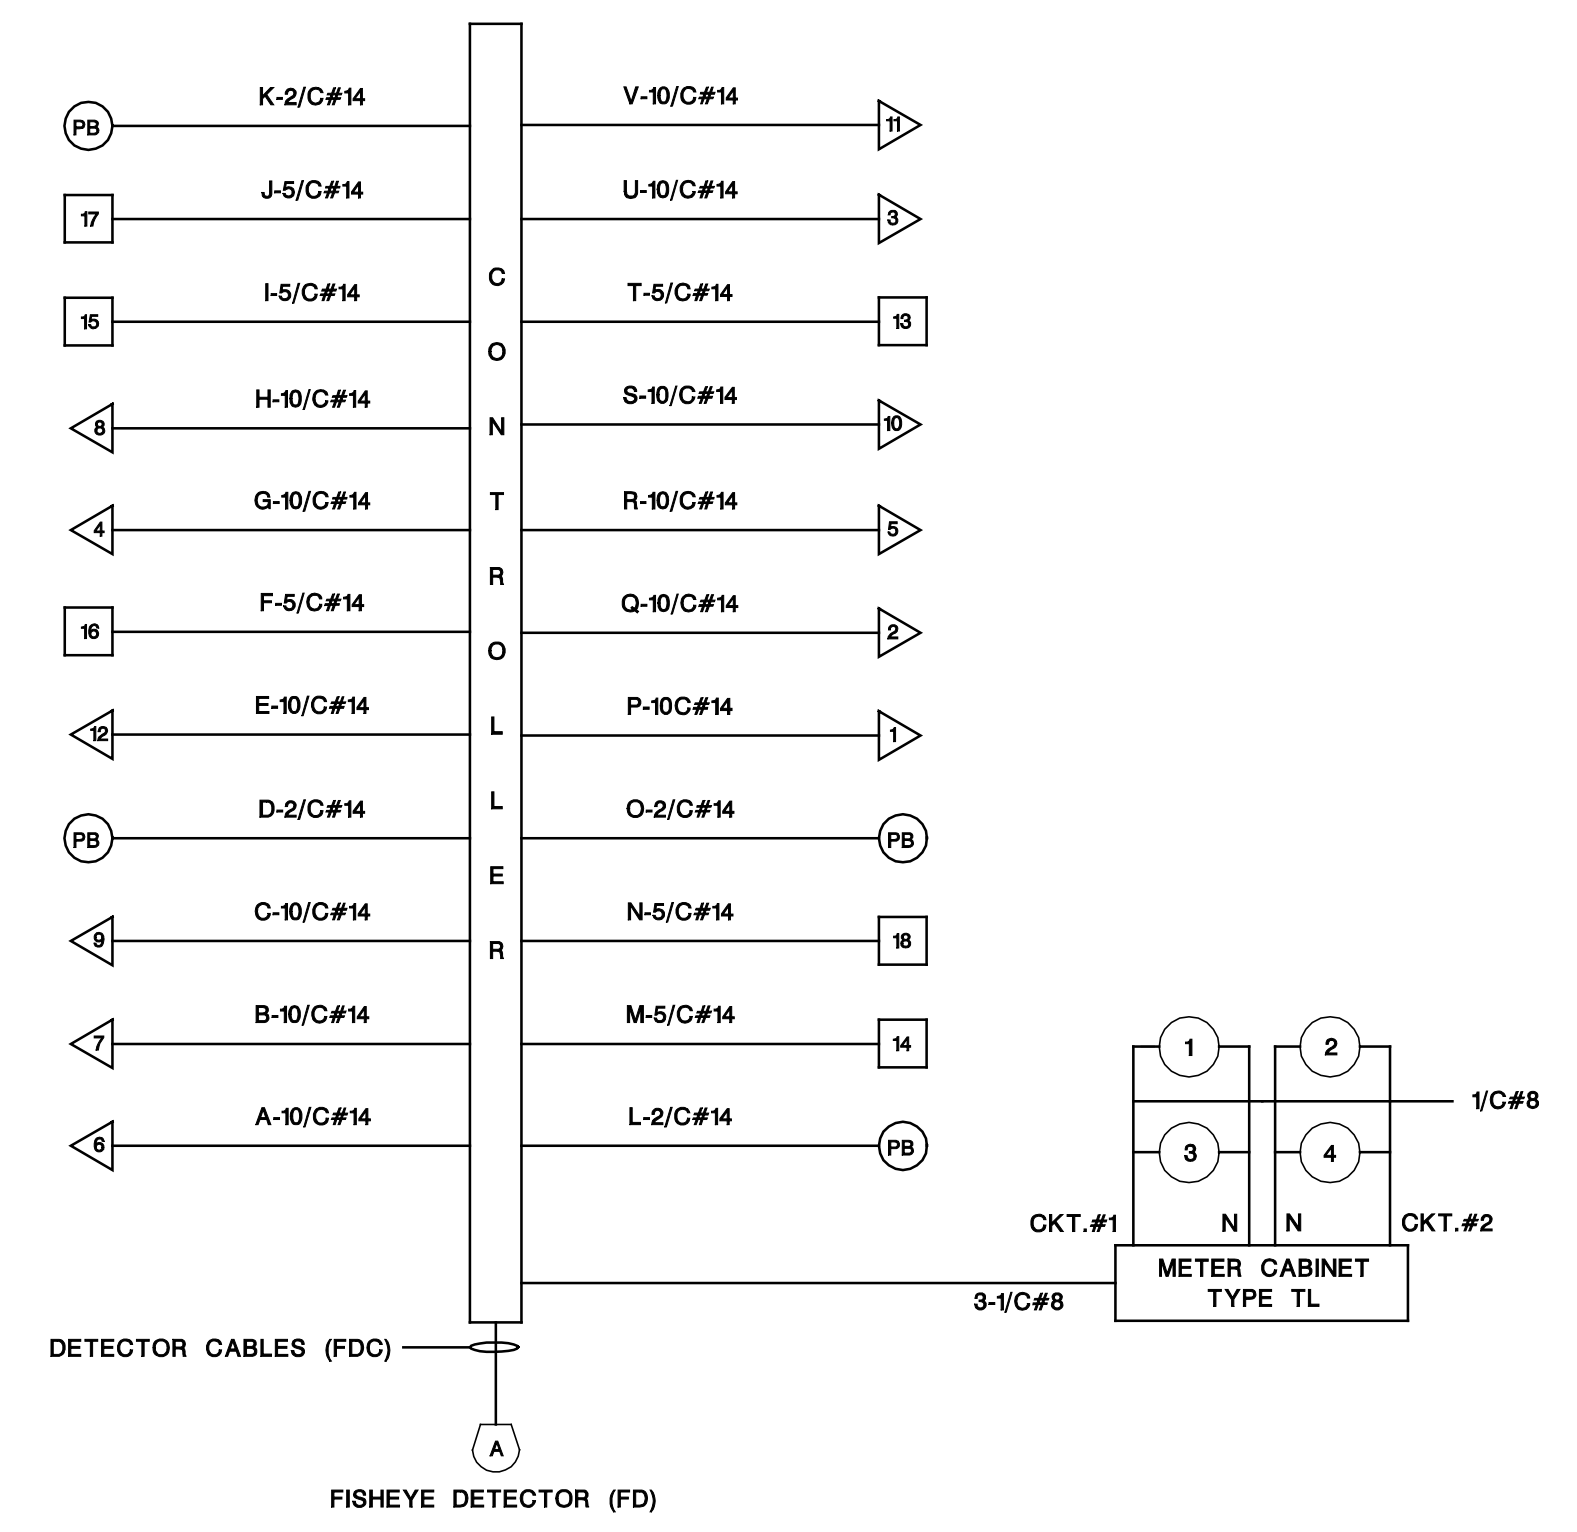 K-2/C#14
V-10/C#14
PB
11
J-5/C#14
U-10/C#14
17
3
I-5/C#14
T-5/C#14
15
13
H-10/C#14
S-10/C#14
8
10
G-10/C#14
R-10/C#14
4
5
F-5/C#14
Q-10/C#14
16
2
E-10/C#14
P-10C#14
12
1
D-2/C#14
O-2/C#14
PB
PB
C-10/C#14
N-5/C#14
9
18
B-10/C#14
M-5/C#14
7
14
A-10/C#14
L-2/C#14
6
PB
CONTROLLER
1
2
1/C#8
3
4
CKT.#1
N
N
CKT.#2
METER CABINET
TYPE TL
3-1/C#8
DETECTOR CABLES (FDC)
A
FISHEYE DETECTOR (FD)